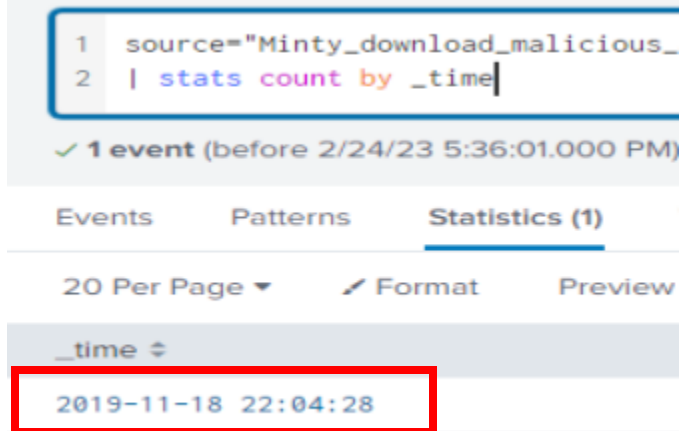 1 source="Minty_download_malicious_
2 | stats count by _time
✓ 1 event (before 2/24/23 5:36:01.000 PM)
Events Patterns Statistics (1)
20 Per Page Format Preview
_time
2019-11-18 22:04:28